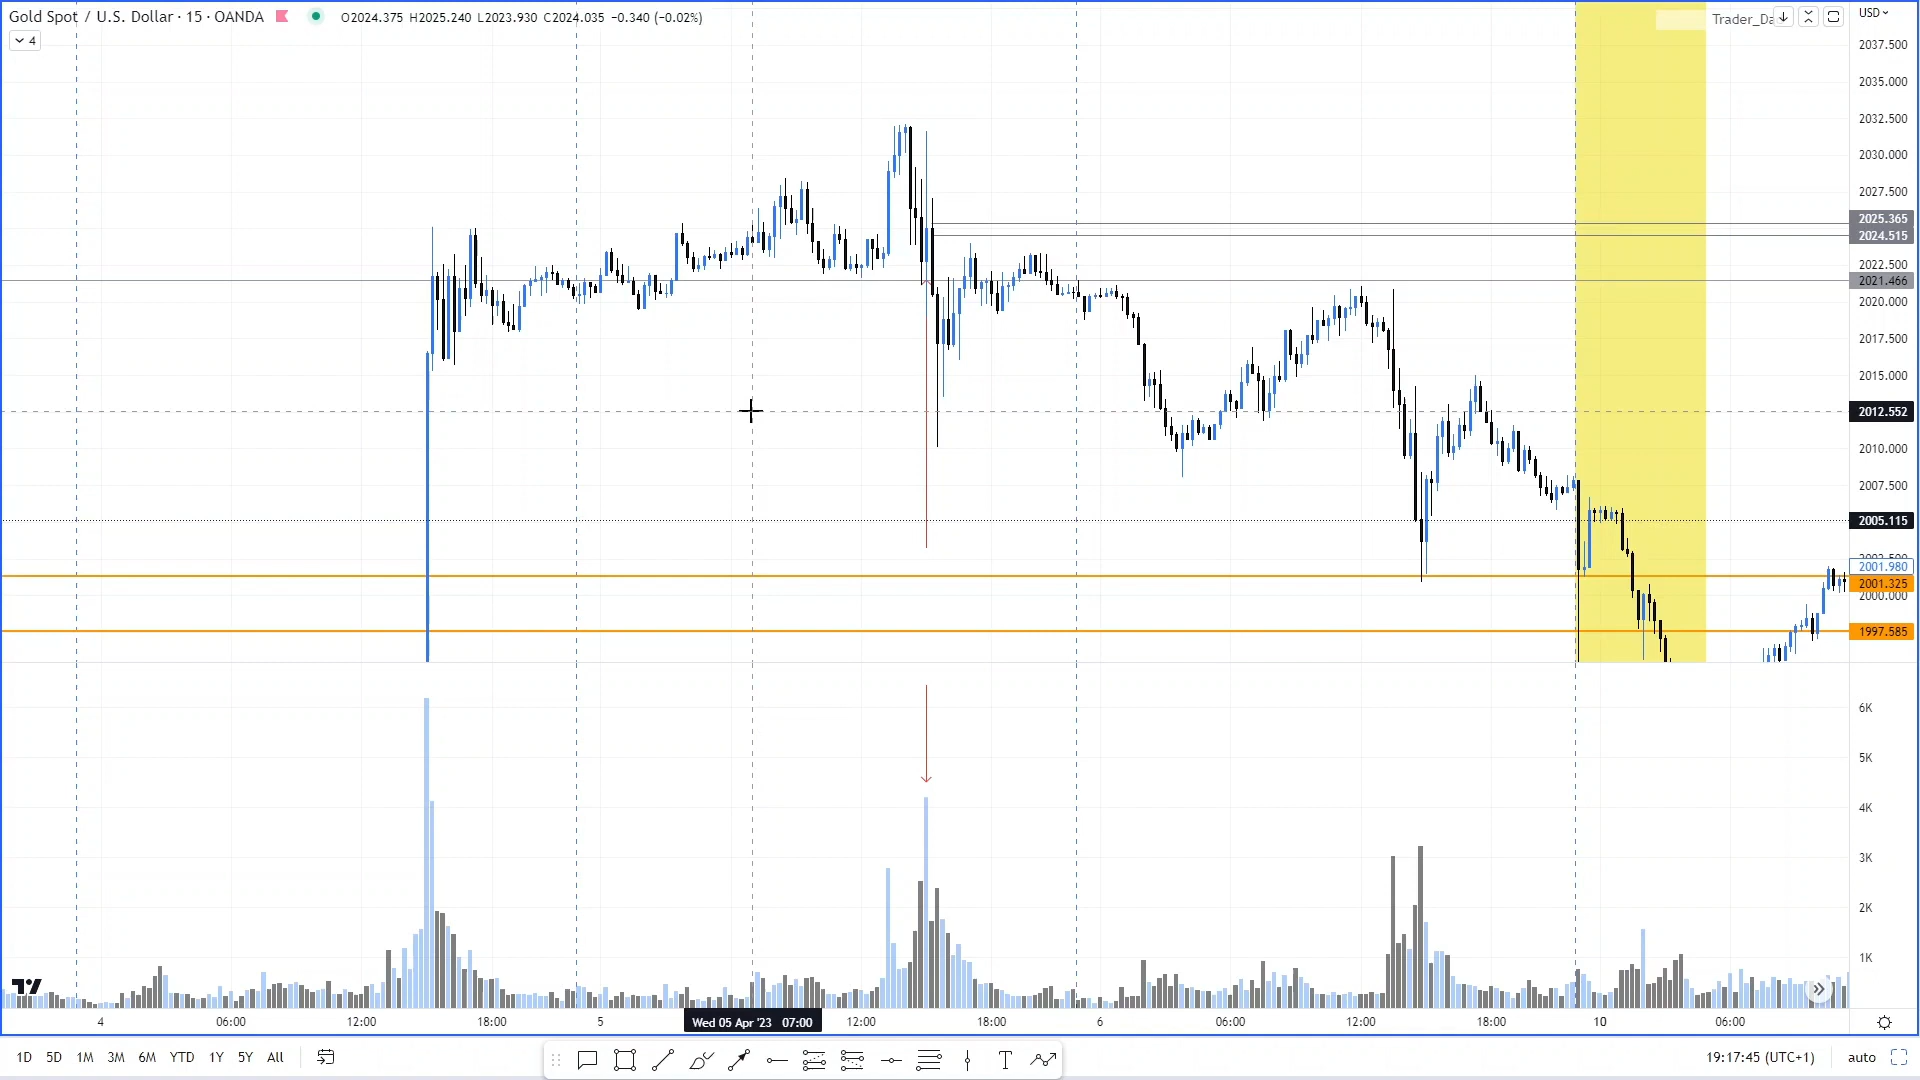 Gold Spot / U.S. Dollar · 15 · OANDA O2024.375 H2025.240 L2023.930 C2024.035 −0.340 (−0.02%)
4
Trader_Da
USD
2037.500
2035.000
2032.500
2030.000
2027.500
2025.365
2024.515
2022.500
2021.466
2020.000
2017.500
2015.000
2012.552
2010.000
2007.500
2005.115
2002.500
2001.980
2001.325
2000.000
1997.585
6K
5K
4K
3K
2K
1K
4 06:00 12:00 18:00 5 Wed 05 Apr '23 07:00 12:00 18:00 6 06:00 12:00 18:00 10 06:00
1D 5D 1M 3M 6M YTD 1Y 5Y All 19:17:45 (UTC+1) auto